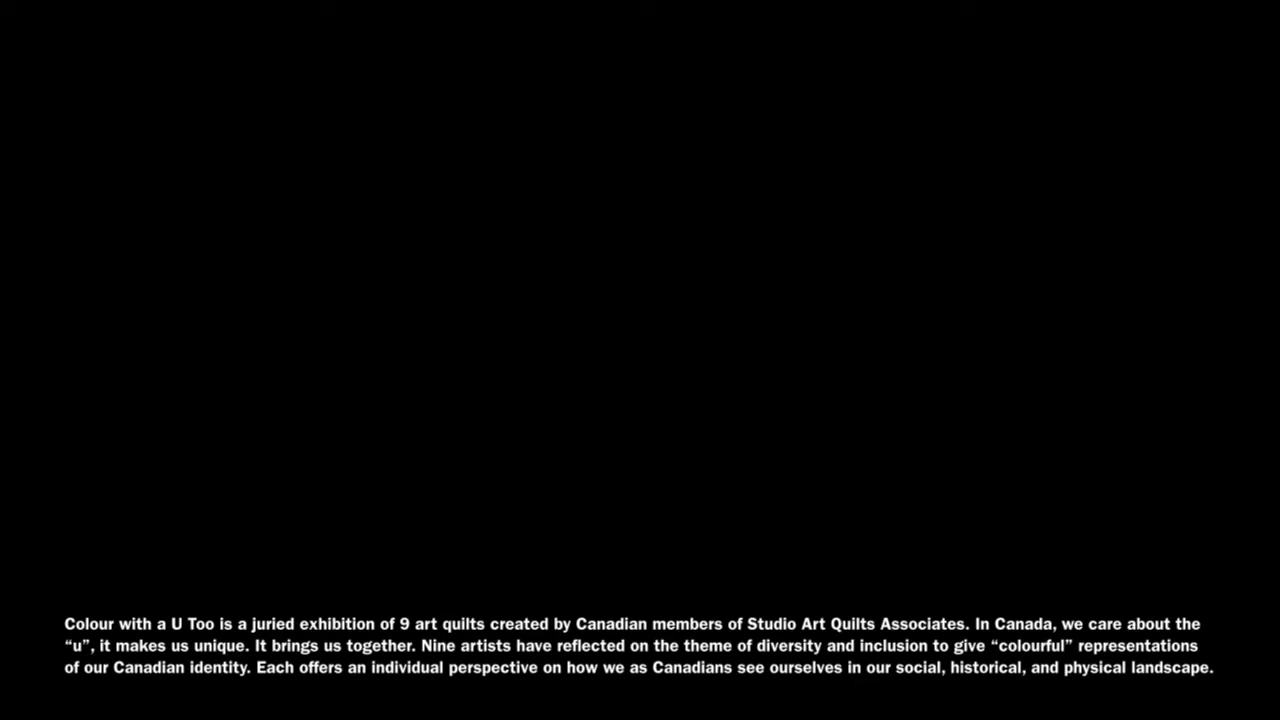 Colour with a U Too is a juried exhibition of 9 art quilts created by Canadian members of Studio Art Quilts Associates. In Canada, we care about the
“u”, it makes us unique. It brings us together. Nine artists have reflected on the theme of diversity and inclusion to give “colourful” representations
of our Canadian identity. Each offers an individual perspective on how we as Canadians see ourselves in our social, historical, and physical landscape.